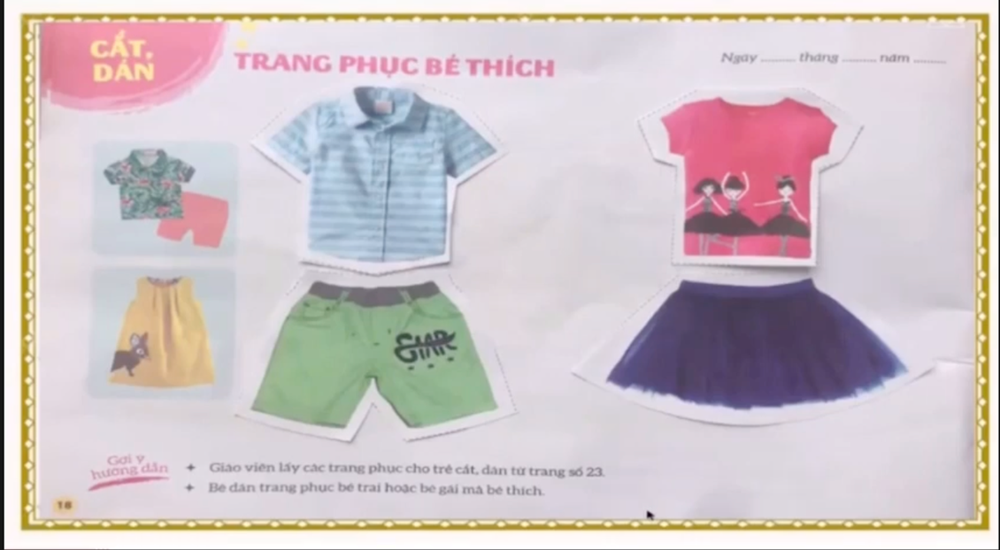 CẮT,
DÁN
TRANG PHỤC BÉ THÍCH
Ngày ........ tháng ........ năm ........
Gợi ý
hướng dẫn
Giáo viên lấy các trang phục cho trẻ cắt, dán từ trang số 23.
Bé dán trang phục bé trai hoặc bé gái mà bé thích.
18